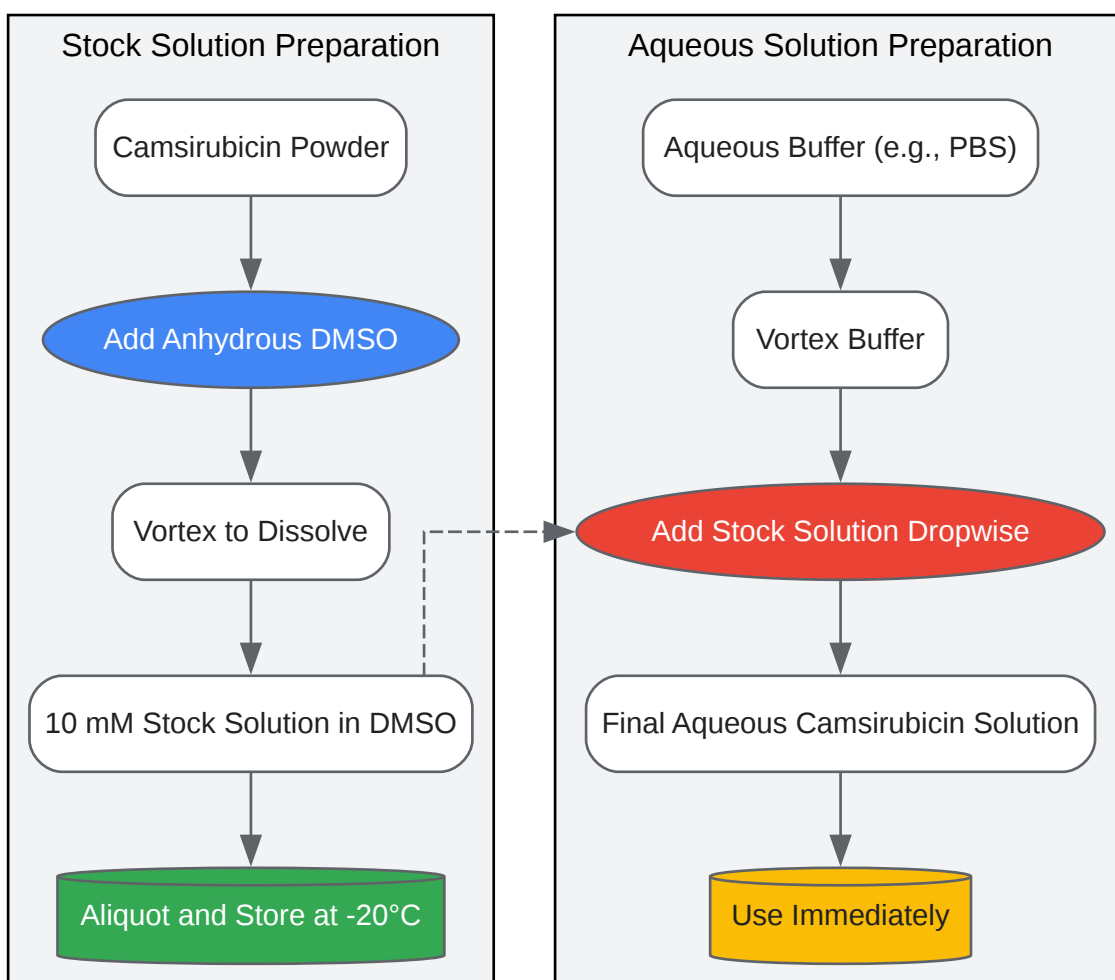 Stock Solution Preparation
Camsirubicin Powder
Add Anhydrous DMSO
Vortex to Dissolve
10 mM Stock Solution in DMSO
Aliquot and Store at -20°C
Aqueous Solution Preparation
Aqueous Buffer (e.g., PBS)
Vortex Buffer
Add Stock Solution Dropwise
Final Aqueous Camsirubicin Solution
Use Immediately